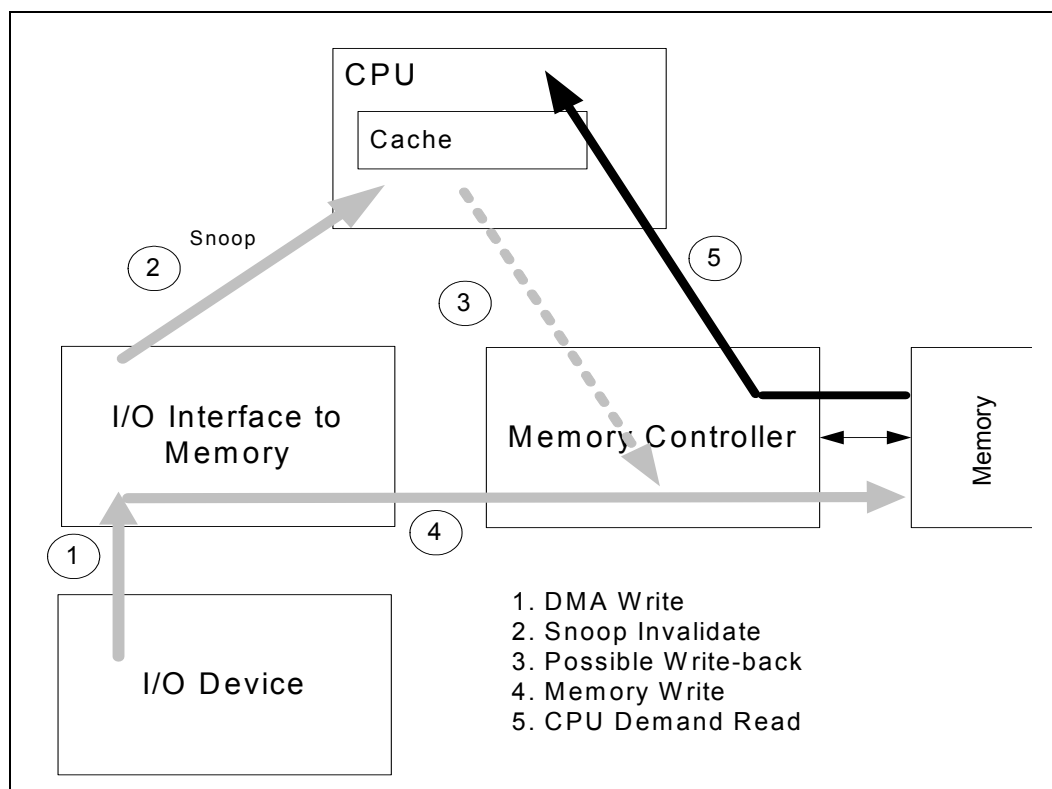 CPU
Cache
Snoop
2
3
5
I/O Interface to
Memory
Memory Controller
Memory
1
4
I/O Device
1. DMA Write
2. Snoop Invalidate
3. Possible Write-back
4. Memory Write
5. CPU Demand Read